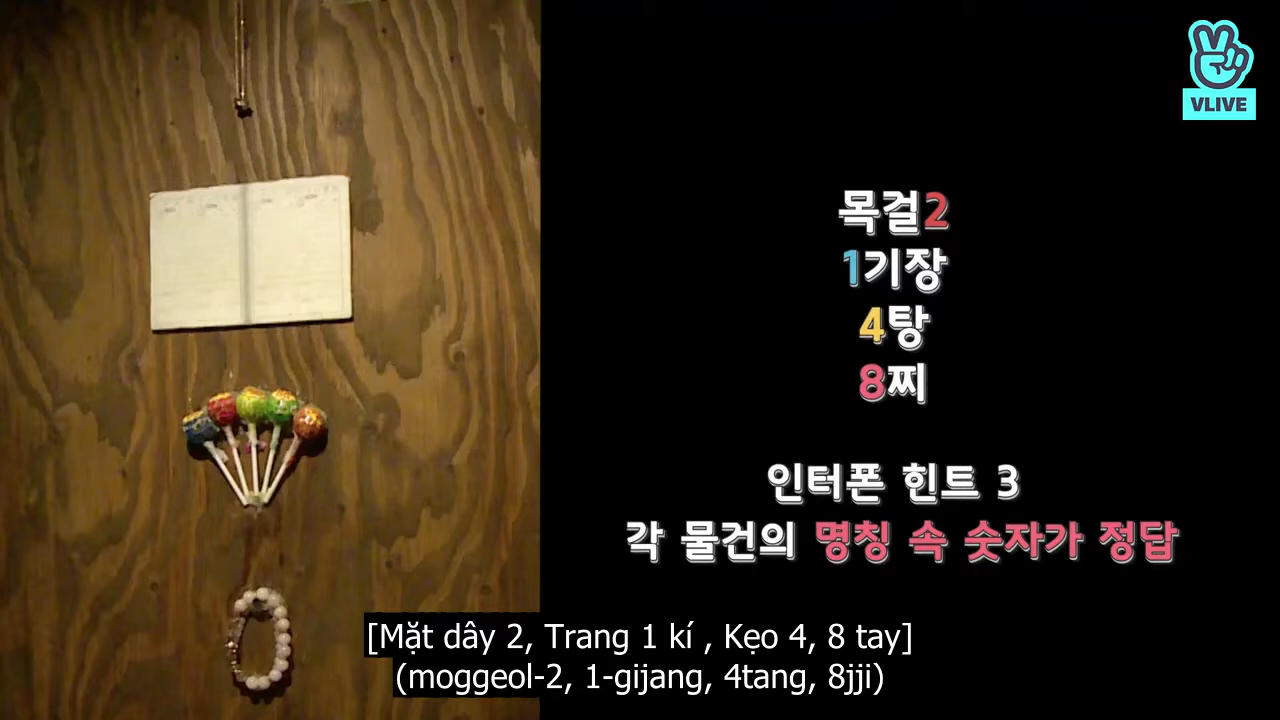 VLIVE
목걸2
1기장
4탕
8찌
인터폰 힌트 3
각 물건의 명칭 속 숫자가 정답
[Mặt dây 2, Trang 1 kí , Kẹo 4, 8 tay]
(moggeol-2, 1-gijang, 4tang, 8jji)